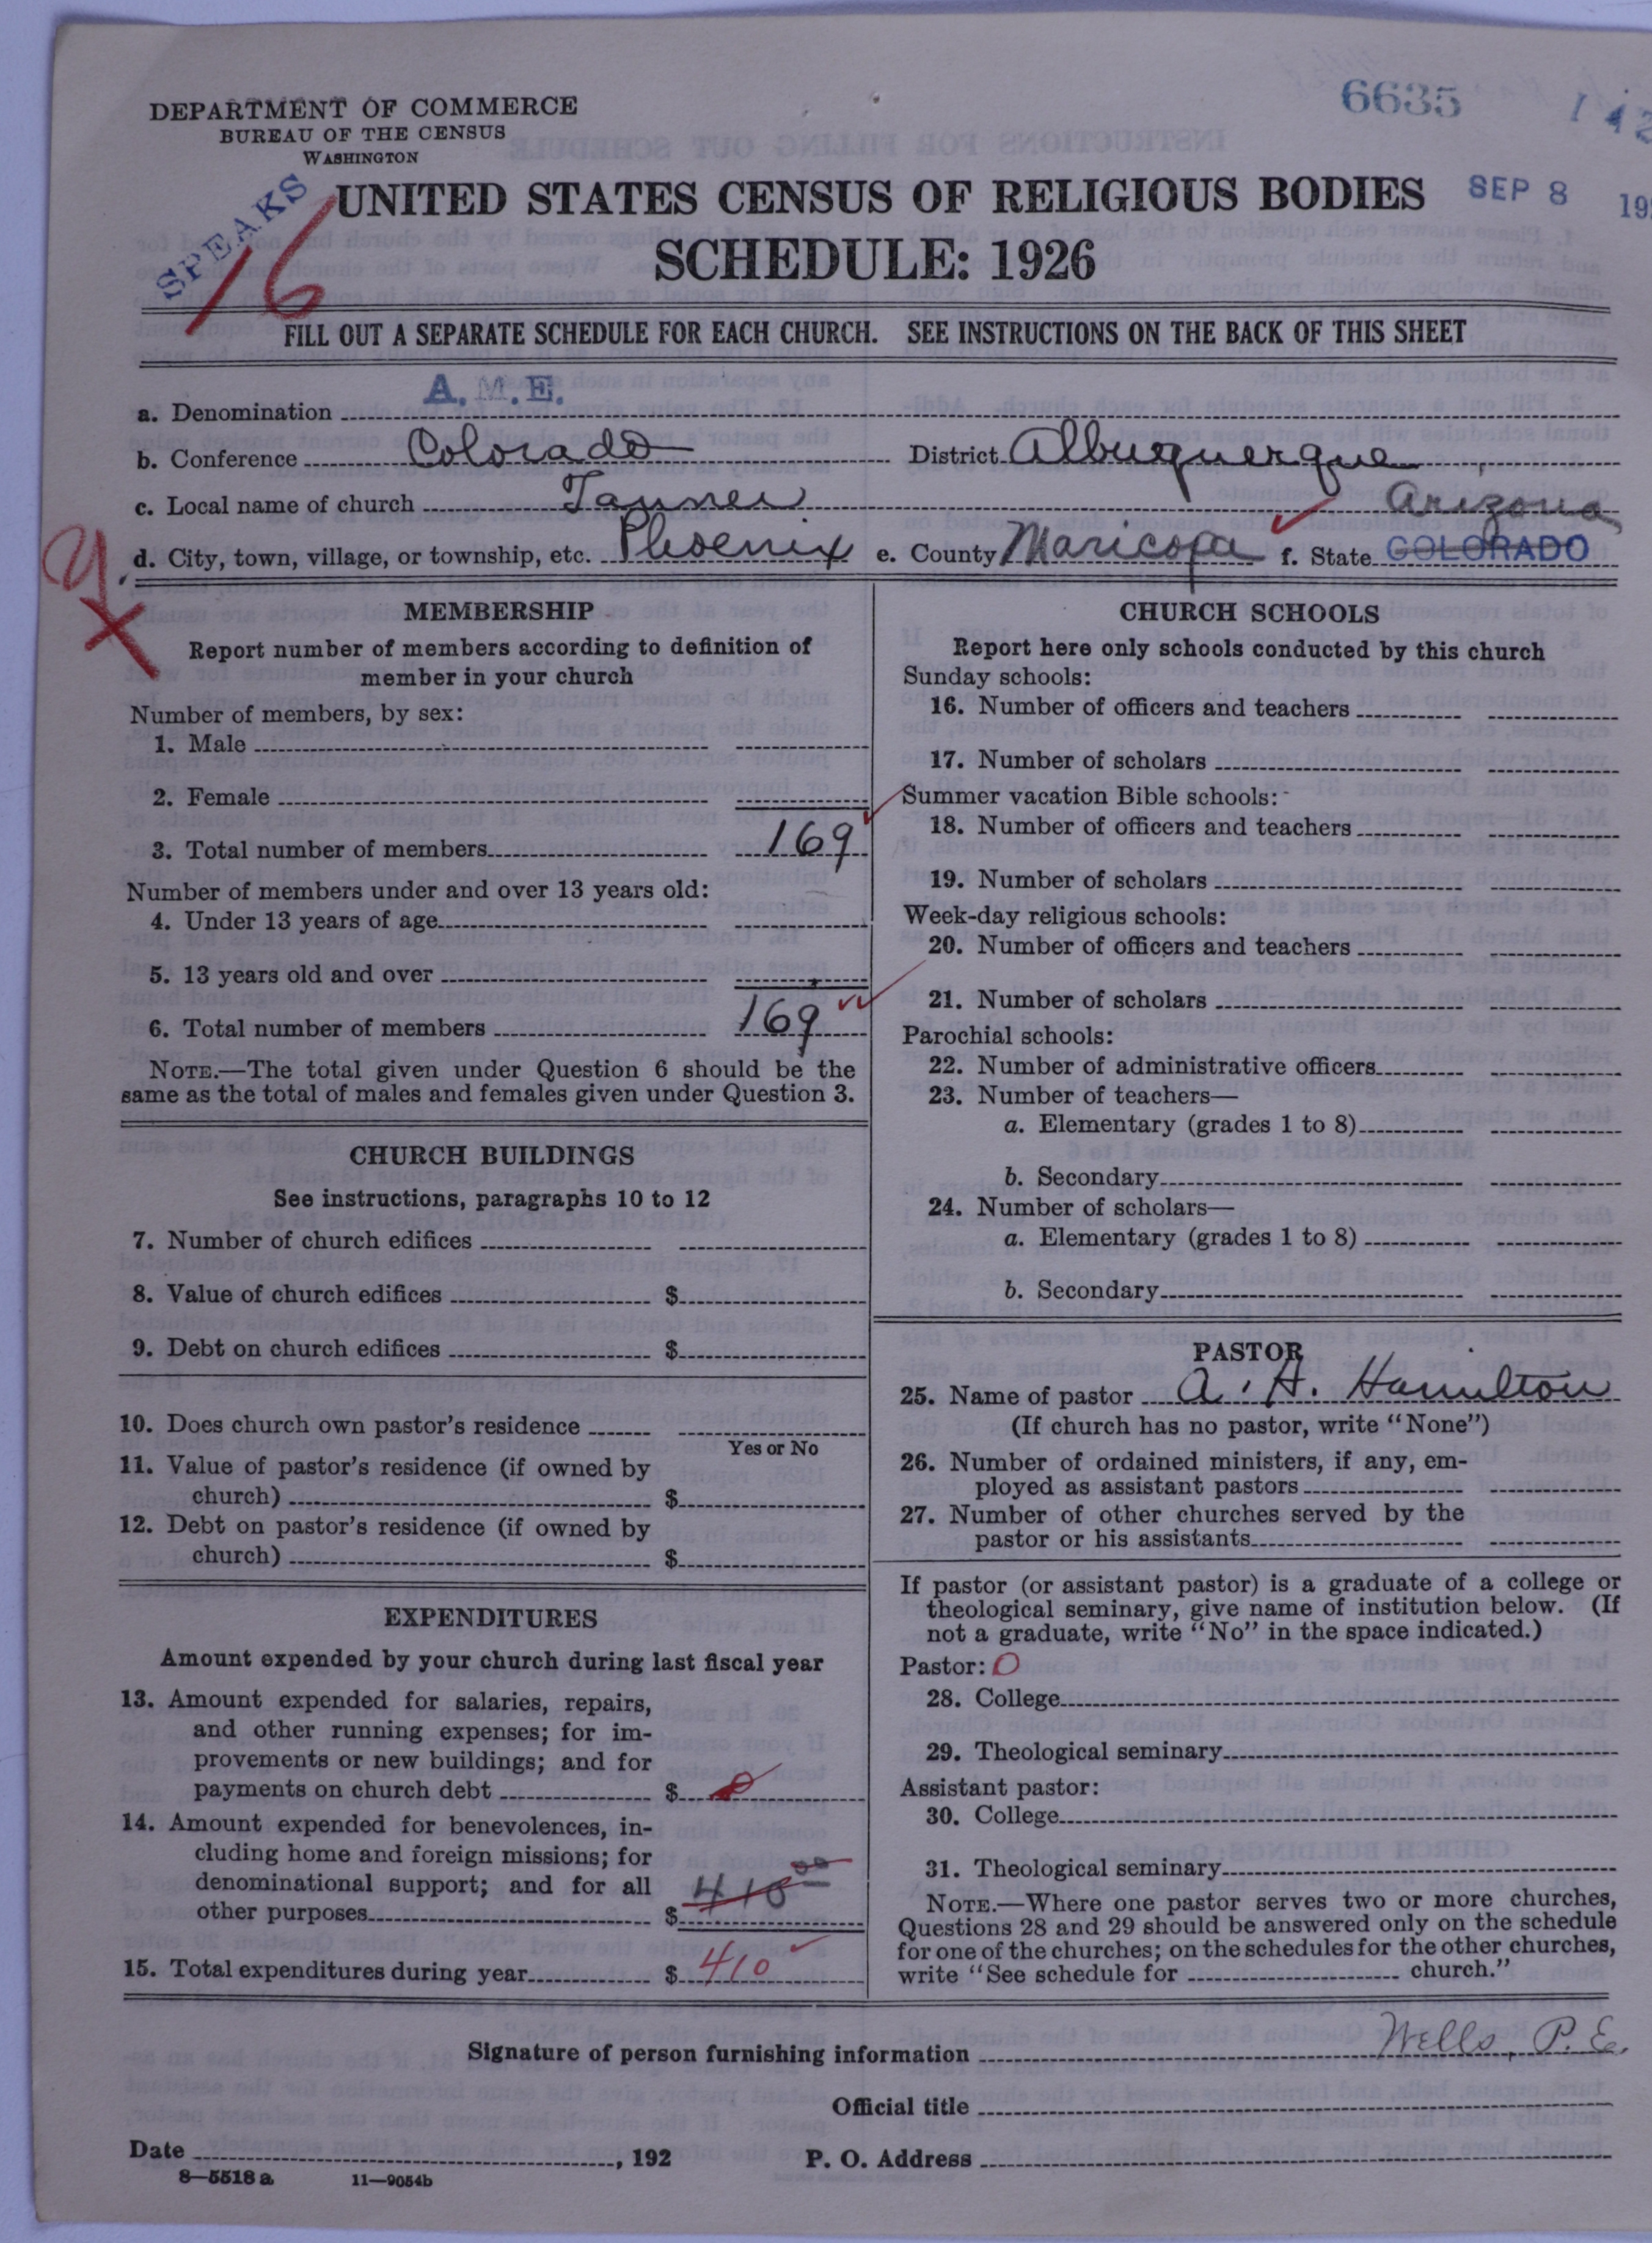 6635 142
DEPARTMENT OF COMMERCE
BUREAU OF THE CENSUS
WASHINGTON
SPEAKS
16
UNITED STATES CENSUS OF RELIGIOUS BODIES
SEP 8 19
SCHEDULE: 1926
FILL OUT A SEPARATE SCHEDULE FOR EACH CHURCH. SEE INSTRUCTIONS ON THE BACK OF THIS SHEET
a. Denomination A.M.E.
b. Conference Colorado District Albuquerque
c. Local name of church Tanner Arizona
d. City, town, village, or township, etc. Phoenix e. County Maricopa f. State COLORADO
MEMBERSHIP
Report number of members according to definition of
member in your church
Number of members, by sex:
1. Male
2. Female
3. Total number of members 169
Number of members under and over 13 years old:
4. Under 13 years of age
5. 13 years old and over
6. Total number of members 169
NOTE.—The total given under Question 6 should be the
same as the total of males and females given under Question 3.
CHURCH BUILDINGS
See instructions, paragraphs 10 to 12
7. Number of church edifices
8. Value of church edifices $
9. Debt on church edifices $
10. Does church own pastor's residence
Yes or No
11. Value of pastor's residence (if owned by
church) $
12. Debt on pastor's residence (if owned by
church) $
EXPENDITURES
Amount expended by your church during last fiscal year
13. Amount expended for salaries, repairs,
and other running expenses; for im-
provements or new buildings; and for
payments on church debt $ 0
14. Amount expended for benevolences, in-
cluding home and foreign missions; for
denominational support; and for all
other purposes $ 410 00
15. Total expenditures during year $ 410
CHURCH SCHOOLS
Report here only schools conducted by this church
Sunday schools:
16. Number of officers and teachers
17. Number of scholars
Summer vacation Bible schools:
18. Number of officers and teachers
19. Number of scholars
Week-day religious schools:
20. Number of officers and teachers
21. Number of scholars
Parochial schools:
22. Number of administrative officers
23. Number of teachers—
a. Elementary (grades 1 to 8)
b. Secondary
24. Number of scholars—
a. Elementary (grades 1 to 8)
b. Secondary
PASTOR
25. Name of pastor A. H. Hamilton
(If church has no pastor, write "None")
26. Number of ordained ministers, if any, em-
ployed as assistant pastors
27. Number of other churches served by the
pastor or his assistants
If pastor (or assistant pastor) is a graduate of a college or
theological seminary, give name of institution below. (If
not a graduate, write "No" in the space indicated.)
Pastor: 0
28. College
29. Theological seminary
Assistant pastor:
30. College
31. Theological seminary
NOTE.—Where one pastor serves two or more churches,
Questions 28 and 29 should be answered only on the schedule
for one of the churches; on the schedules for the other churches,
write "See schedule for church."
Signature of person furnishing information Wells, P.E.
Official title
Date , 192 P. O. Address
8—5518 a 11—9054b